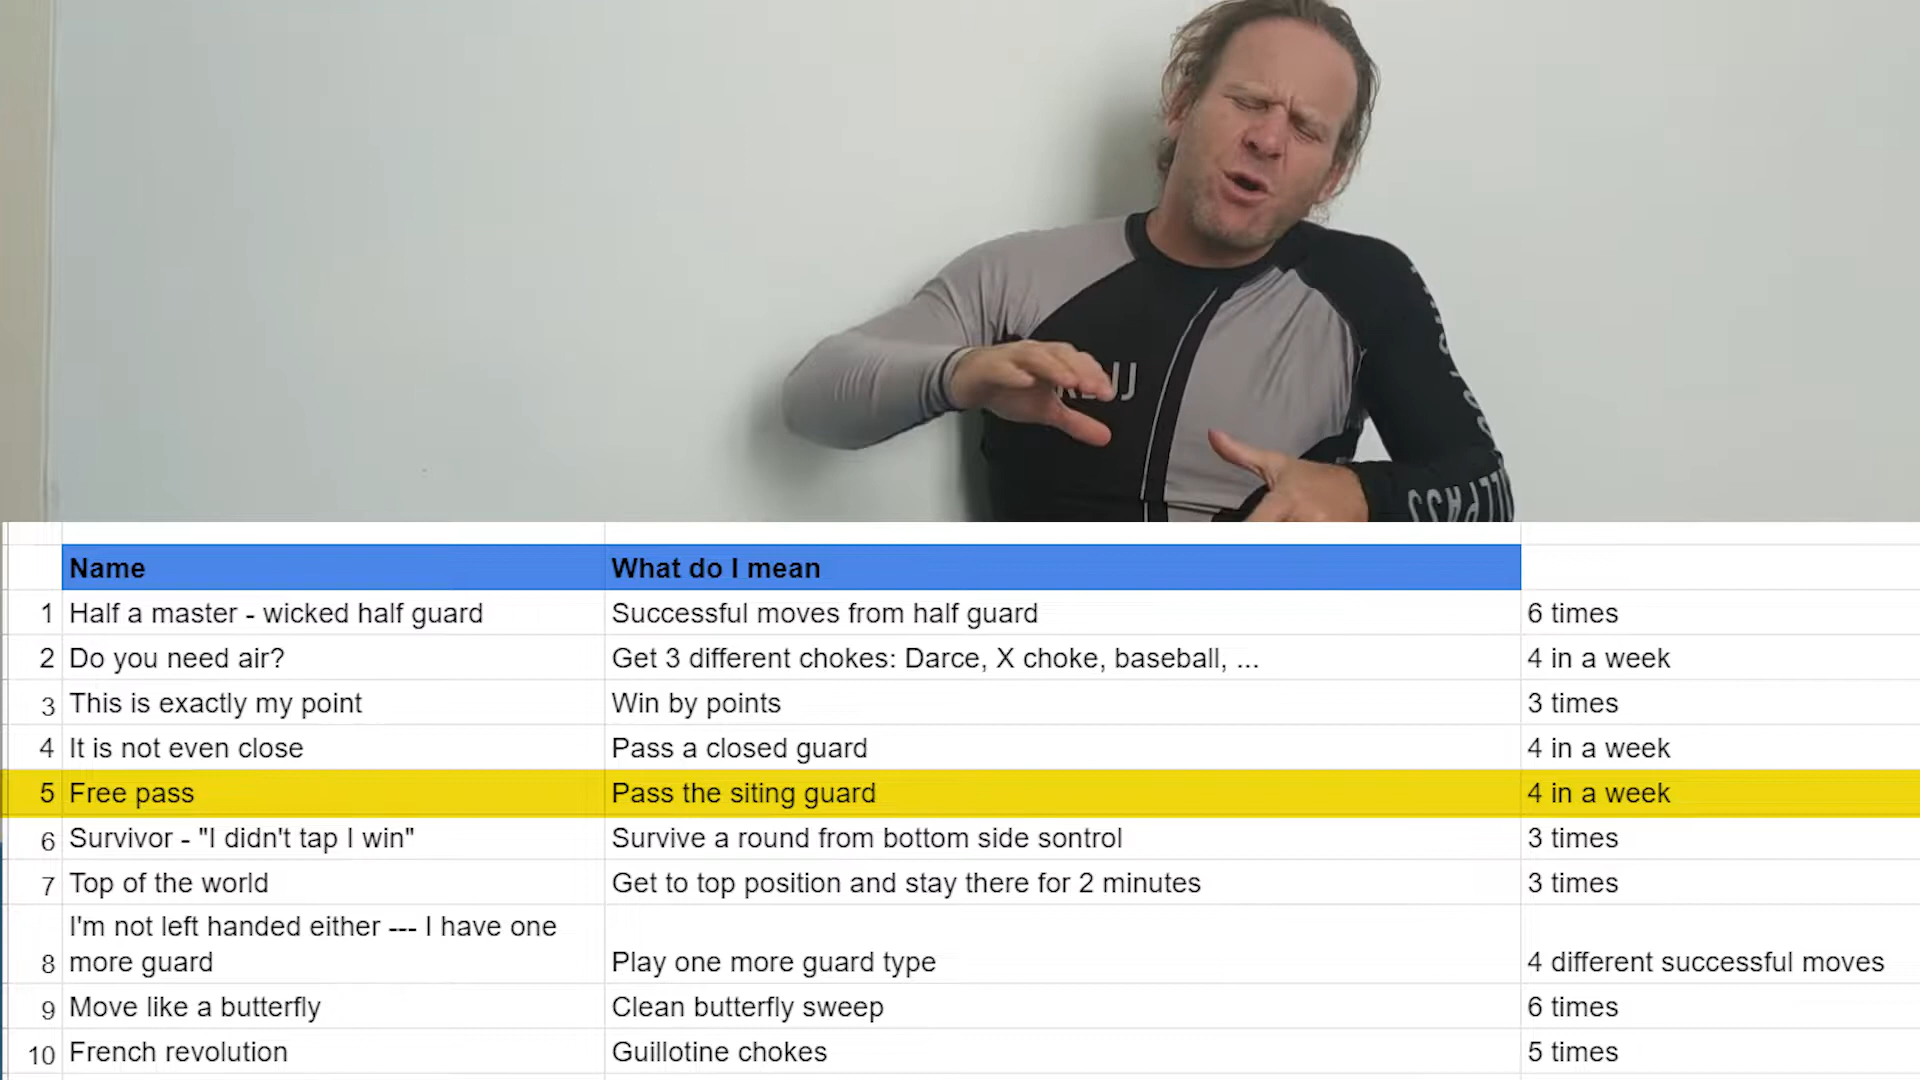 Name What do I mean
1 Half a master - wicked half guard Successful moves from half guard 6 times
2 Do you need air? Get 3 different chokes: Darce, X choke, baseball, ... 4 in a week
3 This is exactly my point Win by points 3 times
4 It is not even close Pass a closed guard 4 in a week
5 Free pass Pass the siting guard 4 in a week
6 Survivor - "I didn't tap I win" Survive a round from bottom side sontrol 3 times
7 Top of the world Get to top position and stay there for 2 minutes 3 times
I'm not left handed either --- I have one
8 more guard Play one more guard type 4 different successful moves
9 Move like a butterfly Clean butterfly sweep 6 times
10 French revolution Guillotine chokes 5 times